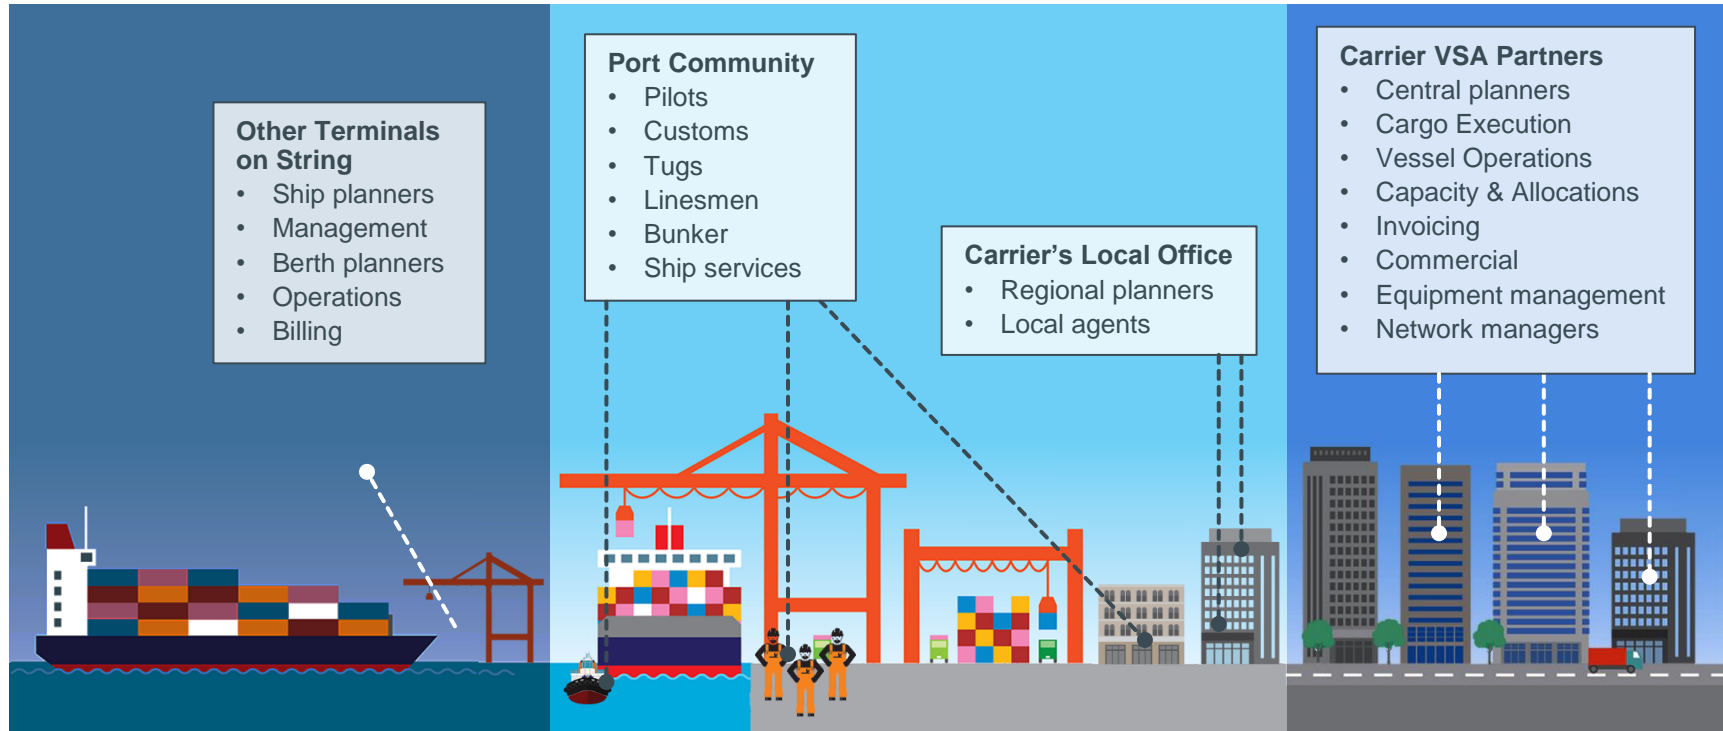 Other Terminals
on String
• Ship planners
• Management
• Berth planners
• Operations
• Billing
Port Community
• Pilots
• Customs
• Tugs
• Linesmen
• Bunker
• Ship services
Carrier’s Local Office
• Regional planners
• Local agents
Carrier VSA Partners
• Central planners
• Cargo Execution
• Vessel Operations
• Capacity & Allocations
• Invoicing
• Commercial
• Equipment management
• Network managers